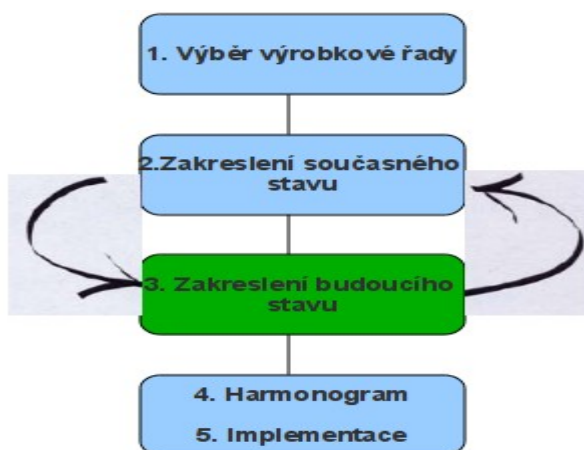 1. Výběr výrobkové řady
2.Zakreslení současného
stavu
3. Zakreslení budoucího
stavu
4. Harmonogram
5. Implementace